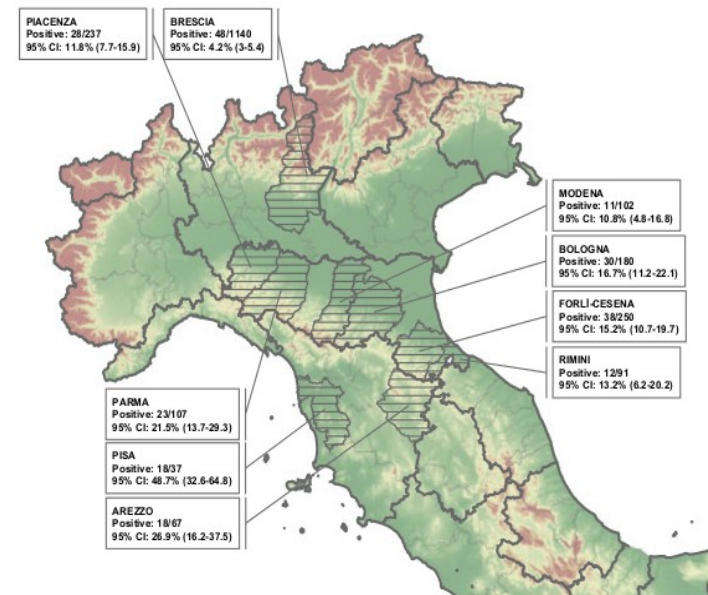 PIACENZA
Positive: 28/237
95% CI: 11.8% (7.7-15.9)
BRESCIA
Positive: 48/1140
95% CI: 4.2% (3-5.4)
MODENA
Positive: 11/102
95% CI: 10.8% (4.8-16.8)
BOLOGNA
Positive: 30/180
95% CI: 16.7% (11.2-22.1)
FORLÌ-CESENA
Positive: 38/250
95% CI: 15.2% (10.7-19.7)
RIMINI
Positive: 12/91
95% CI: 13.2% (6.2-20.2)
PARMA
Positive: 23/107
95% CI: 21.5% (13.7-29.3)
PISA
Positive: 18/37
95% CI: 48.7% (32.6-64.8)
AREZZO
Positive: 18/67
95% CI: 26.9% (16.2-37.5)